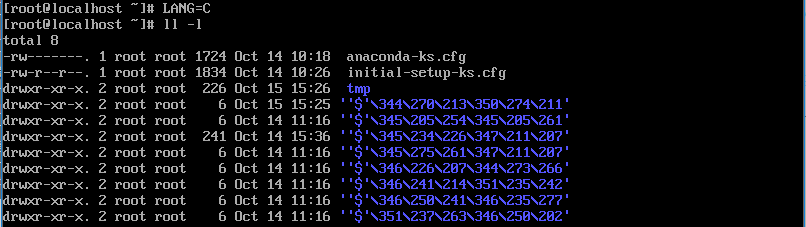 [root@localhost ~]# LANG=C
[root@localhost ~]# ll -l
total 8
-rw-------. 1 root root 1724 Oct 14 10:18 anaconda-ks.cfg
-rw-r--r--. 1 root root 1834 Oct 14 10:26 initial-setup-ks.cfg
drwxr-xr-x. 2 root root  226 Oct 15 15:26 tmp
drwxr-xr-x. 2 root root    6 Oct 15 15:25 ''$'\344\270\213\350\274\211'
drwxr-xr-x. 2 root root    6 Oct 14 11:16 ''$'\345\205\254\345\205\261'
drwxr-xr-x. 2 root root  241 Oct 14 15:36 ''$'\345\234\226\347\211\207'
drwxr-xr-x. 2 root root    6 Oct 14 11:16 ''$'\345\275\261\347\211\207'
drwxr-xr-x. 2 root root    6 Oct 14 11:16 ''$'\346\226\207\344\273\266'
drwxr-xr-x. 2 root root    6 Oct 14 11:16 ''$'\346\241\214\351\235\242'
drwxr-xr-x. 2 root root    6 Oct 14 11:16 ''$'\346\250\241\346\235\277'
drwxr-xr-x. 2 root root    6 Oct 14 11:16 ''$'\351\237\263\346\250\202'